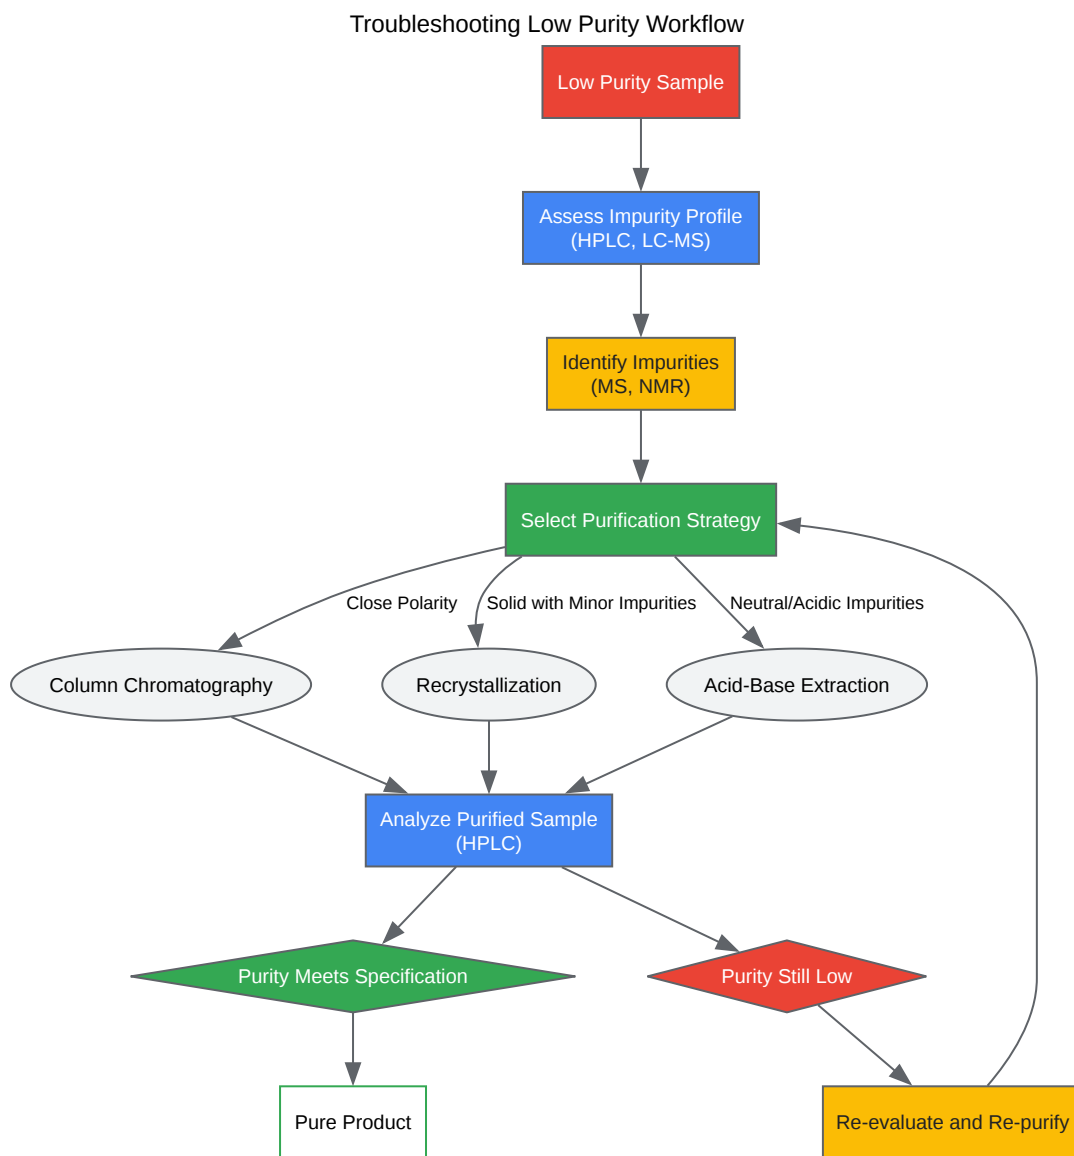 Troubleshooting Low Purity Workflow
Low Purity Sample
Assess Impurity Profile
(HPLC, LC-MS)
Identify Impurities
(MS, NMR)
Select Purification Strategy
Close Polarity
Solid with Minor Impurities
Neutral/Acidic Impurities
Column Chromatography
Recrystallization
Acid-Base Extraction
Analyze Purified Sample
(HPLC)
Purity Meets Specification
Purity Still Low
Pure Product
Re-evaluate and Re-purify